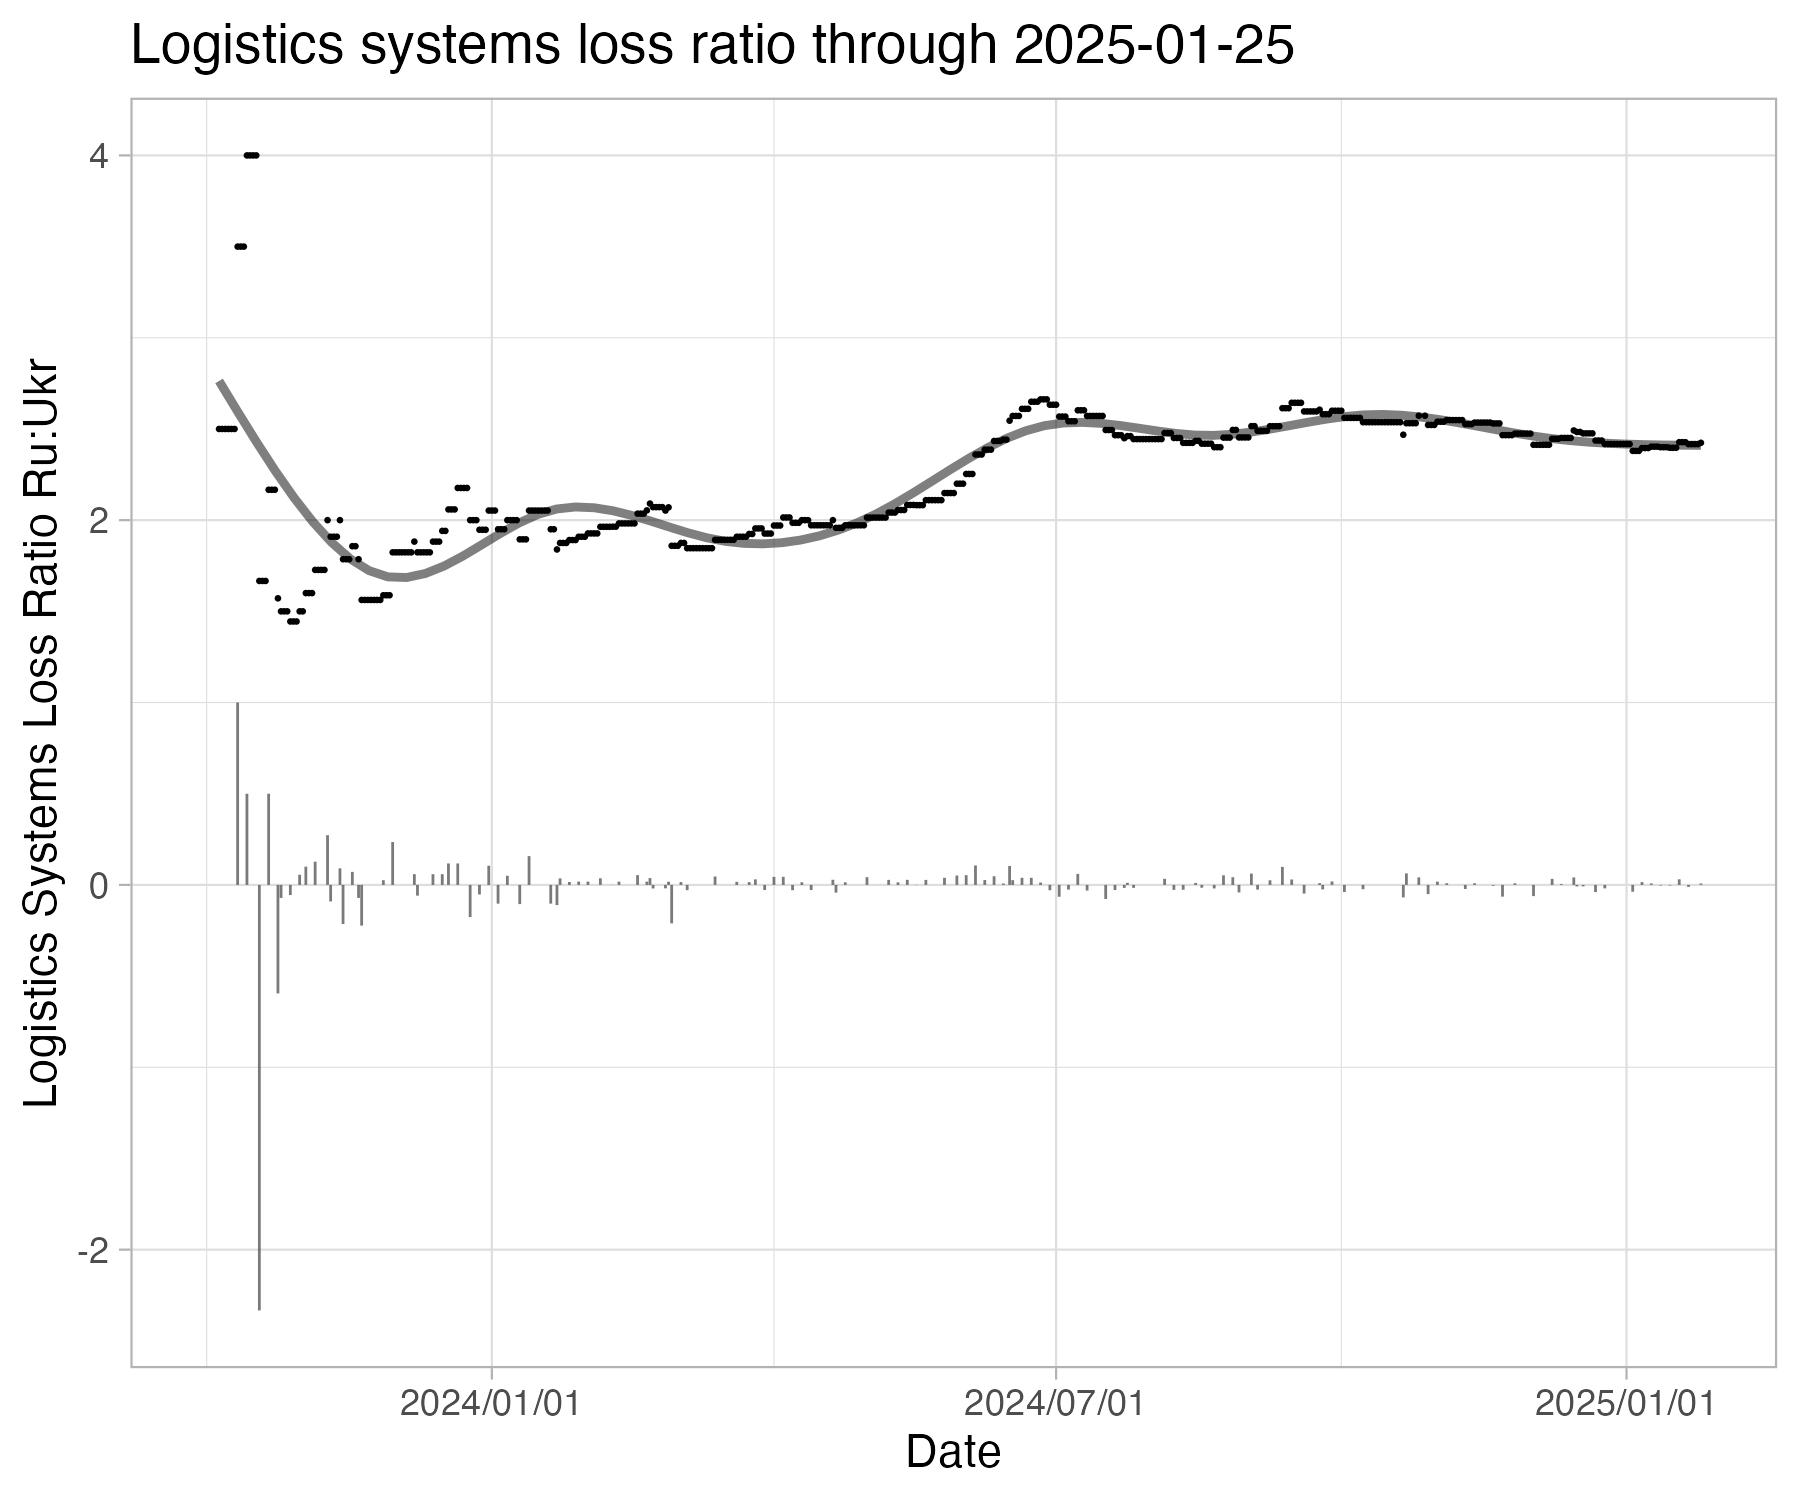 Logistics systems loss ratio through 2025-01-25
Logistics Systems Loss Ratio Ru:Ukr
4
2
0
-2
2024/01/01
2024/07/01
2025/01/01
Date